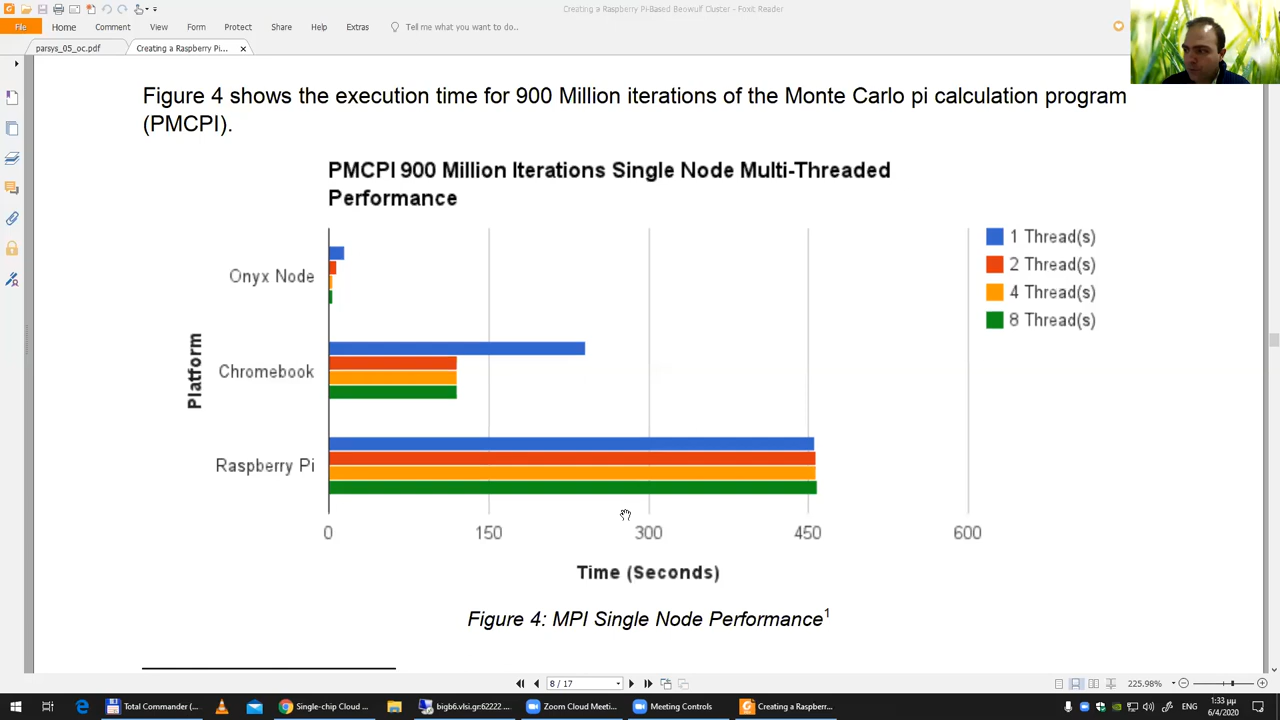 Creating a Raspberry Pi-Based Beowulf Cluster - Foxit Reader
File Home Comment View Form Protect Share Help Extras Tell me what you want to do..
parsys_05_oc.pdf Creating a Raspberry Pi...
Figure 4 shows the execution time for 900 Million iterations of the Monte Carlo pi calculation program
(PMCPI).
PMCPI 900 Million Iterations Single Node Multi-Threaded
Performance
1 Thread(s)
2 Thread(s)
4 Thread(s)
8 Thread(s)
Platform
Onyx Node
Chromebook
Raspberry Pi
0 150 300 450 600
Time (Seconds)
Figure 4: MPI Single Node Performance1
8 / 17
225.98%
Total Commander (...
Single-chip Cloud ...
bigb6.vlsi.gr:62222 ...
Zoom Cloud Meeti...
Meeting Controls
Creating a Raspberr...
1:33 μμ
6/4/2020